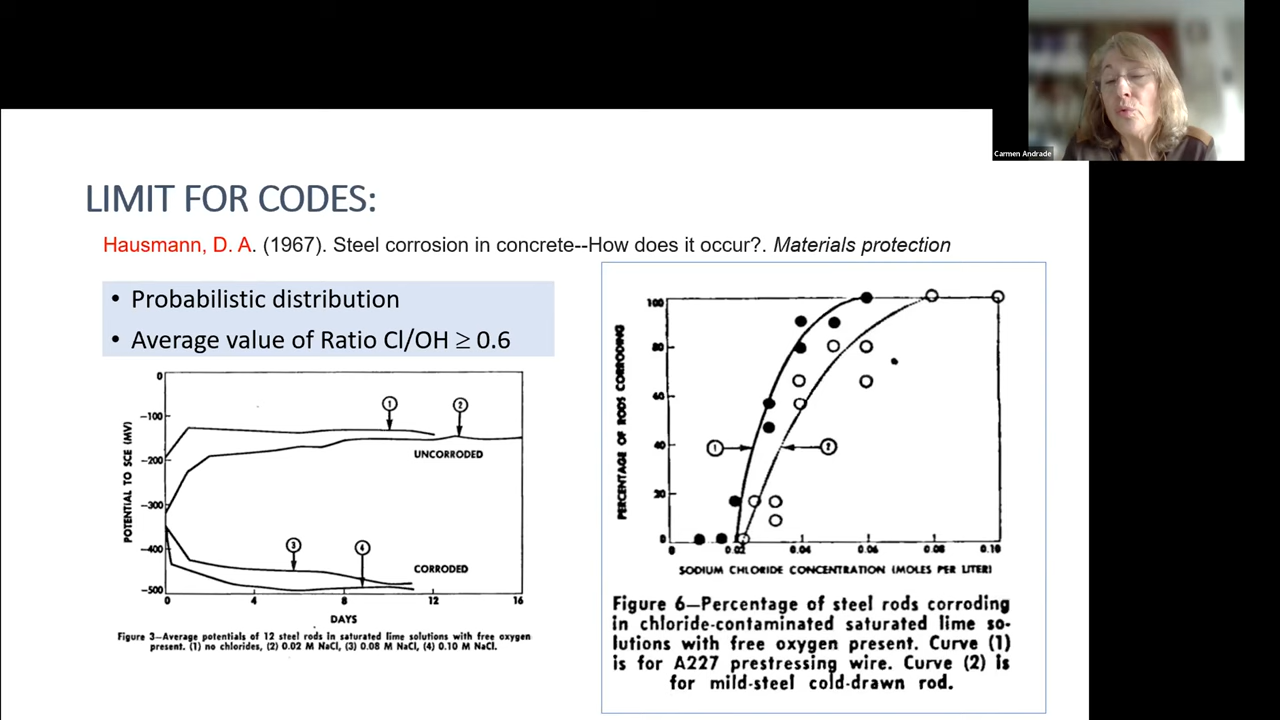 Carmen Andrade
LIMIT FOR CODES:
Hausmann, D. A. (1967). Steel corrosion in concrete--How does it occur?. Materials protection
• Probabilistic distribution
• Average value of Ratio Cl/OH ≥ 0.6
POTENTIAL TO SCE (MV)
0
-100
-200
-300
-400
-500
1
2
UNCORRODED
3
4
CORRODED
0 4 8 12 16
DAYS
Figure 3—Average potentials of 12 steel rods in saturated lime solutions with free oxygen
present. (1) no chlorides, (2) 0.02 M NaCl, (3) 0.08 M NaCl, (4) 0.10 M NaCl.
PERCENTAGE OF RODS CORRODING
100
80
60
40
20
0
1
2
0 0.02 0.04 0.06 0.08 0.10
SODIUM CHLORIDE CONCENTRATION (MOLES PER LITER)
Figure 6—Percentage of steel rods corroding
in chloride-contaminated saturated lime so-
lutions with free oxygen present. Curve (1)
is for A227 prestressing wire. Curve (2) is
for mild-steel cold-drawn rod.